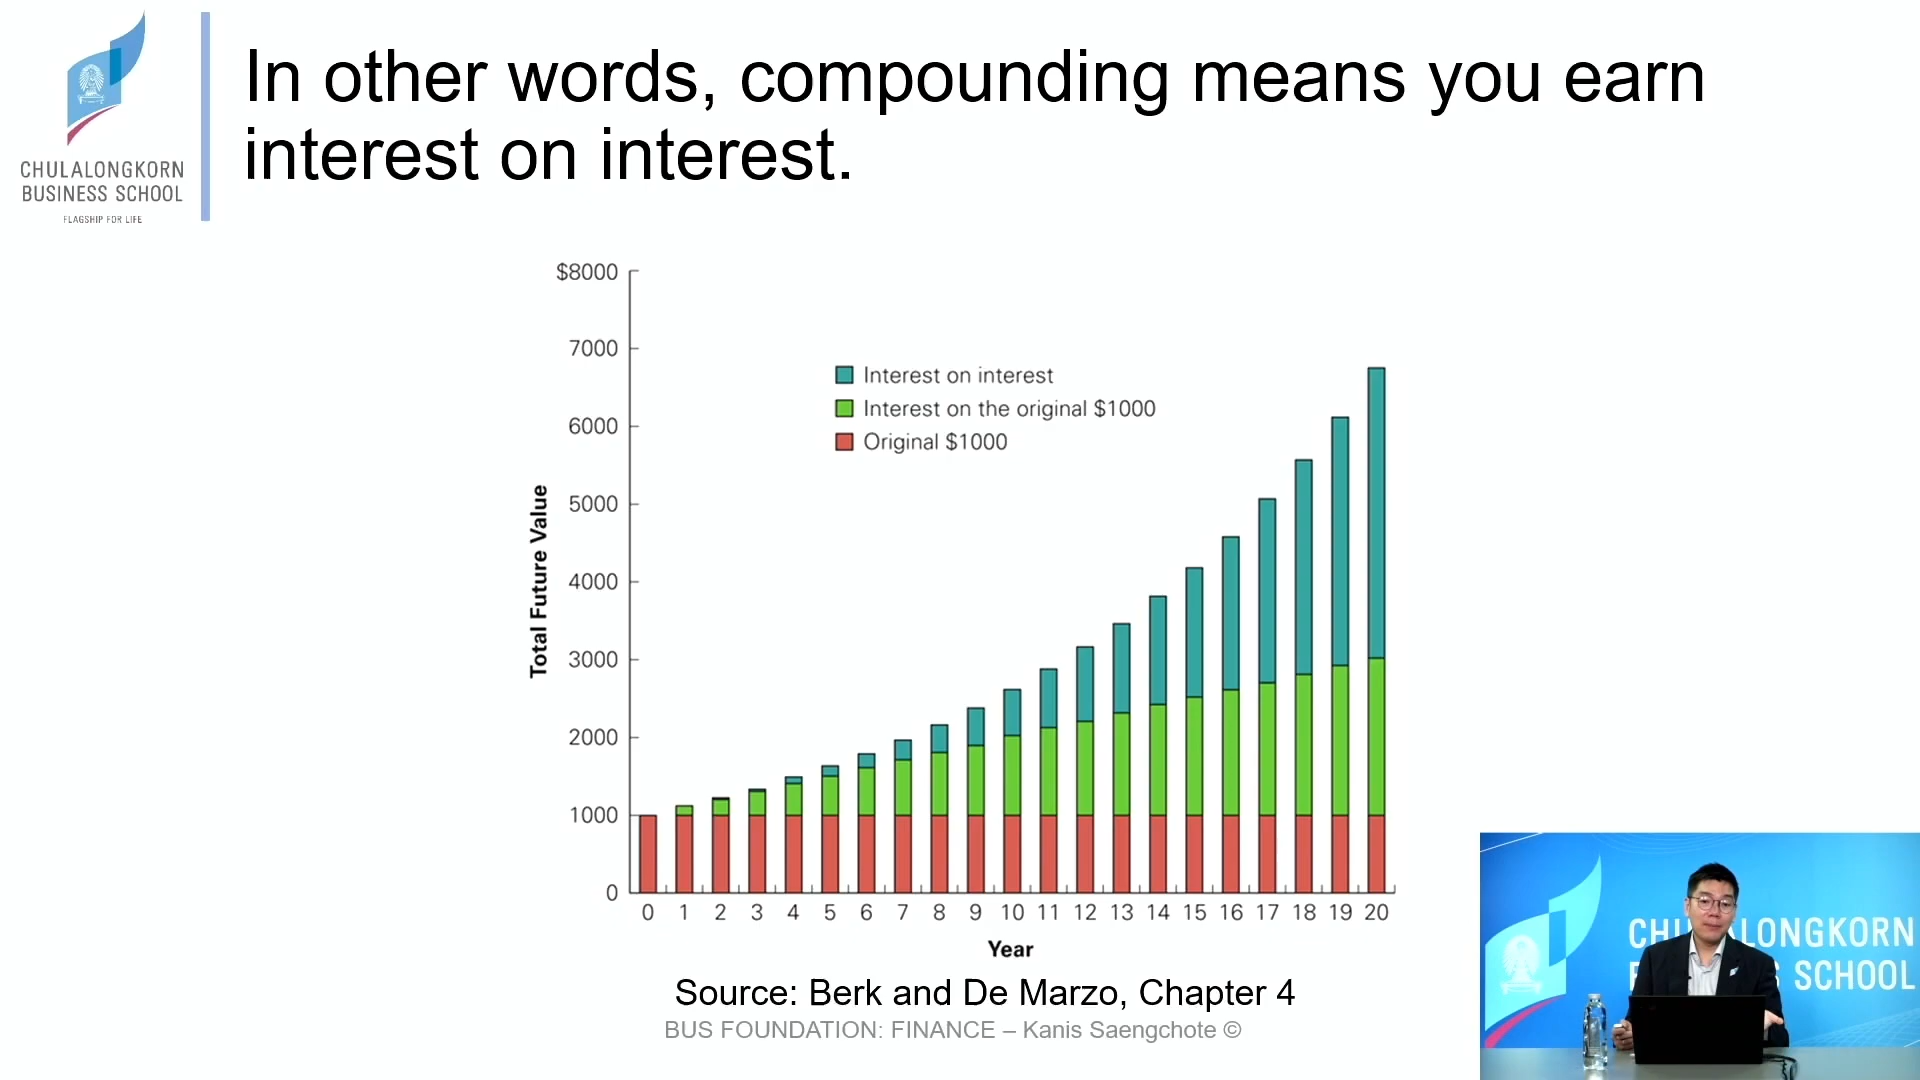 CHULALONGKORN
BUSINESS SCHOOL
FLAGSHIP FOR LIFE
In other words, compounding means you earn
interest on interest.
$8000
7000
6000
5000
4000
3000
2000
1000
0
Total Future Value
Interest on interest
Interest on the original $1000
Original $1000
0 1 2 3 4 5 6 7 8 9 10 11 12 13 14 15 16 17 18 19 20
Year
Source: Berk and De Marzo, Chapter 4
BUS FOUNDATION: FINANCE – Kanis Saengchote ©
SCHOOL